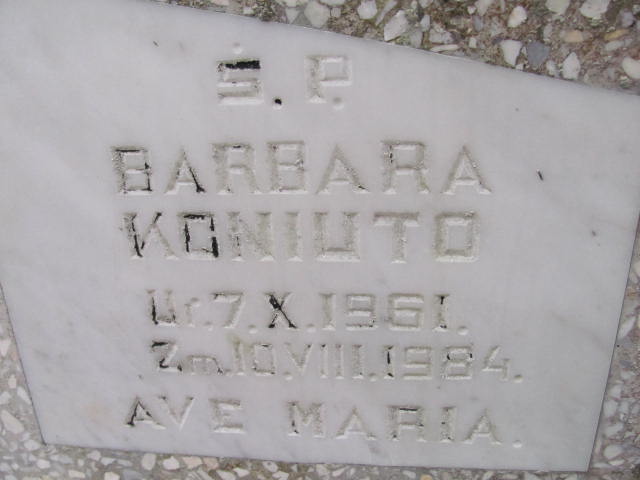 Ś.P.
BARBARA
KONIUTO
Ur.7.X.1961.
Zm.10.VIII.1984.
AVE MARIA.